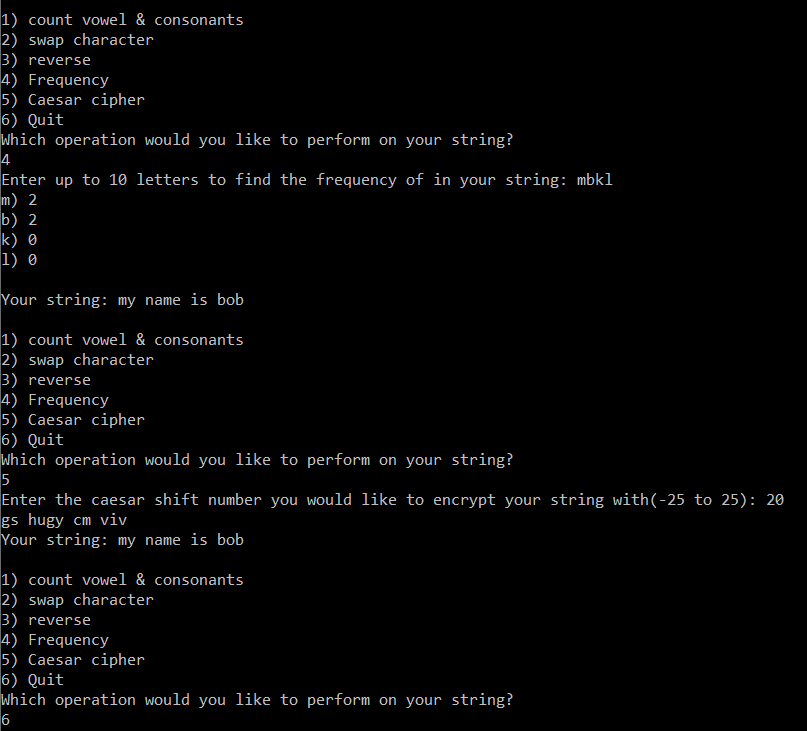 1) count vowel & consonants
2) swap character
3) reverse
4) Frequency
5) Caesar cipher
6) Quit
Which operation would you like to perform on your string?
4
Enter up to 10 letters to find the frequency of in your string: mbkl
m) 2
b) 2
k) 0
l) 0
Your string: my name is bob
1) count vowel & consonants
2) swap character
3) reverse
4) Frequency
5) Caesar cipher
6) Quit
Which operation would you like to perform on your string?
5
Enter the caesar shift number you would like to encrypt your string with(-25 to 25): 20
gs hugy cm viv
Your string: my name is bob
1) count vowel & consonants
2) swap character
3) reverse
4) Frequency
5) Caesar cipher
6) Quit
Which operation would you like to perform on your string?
6